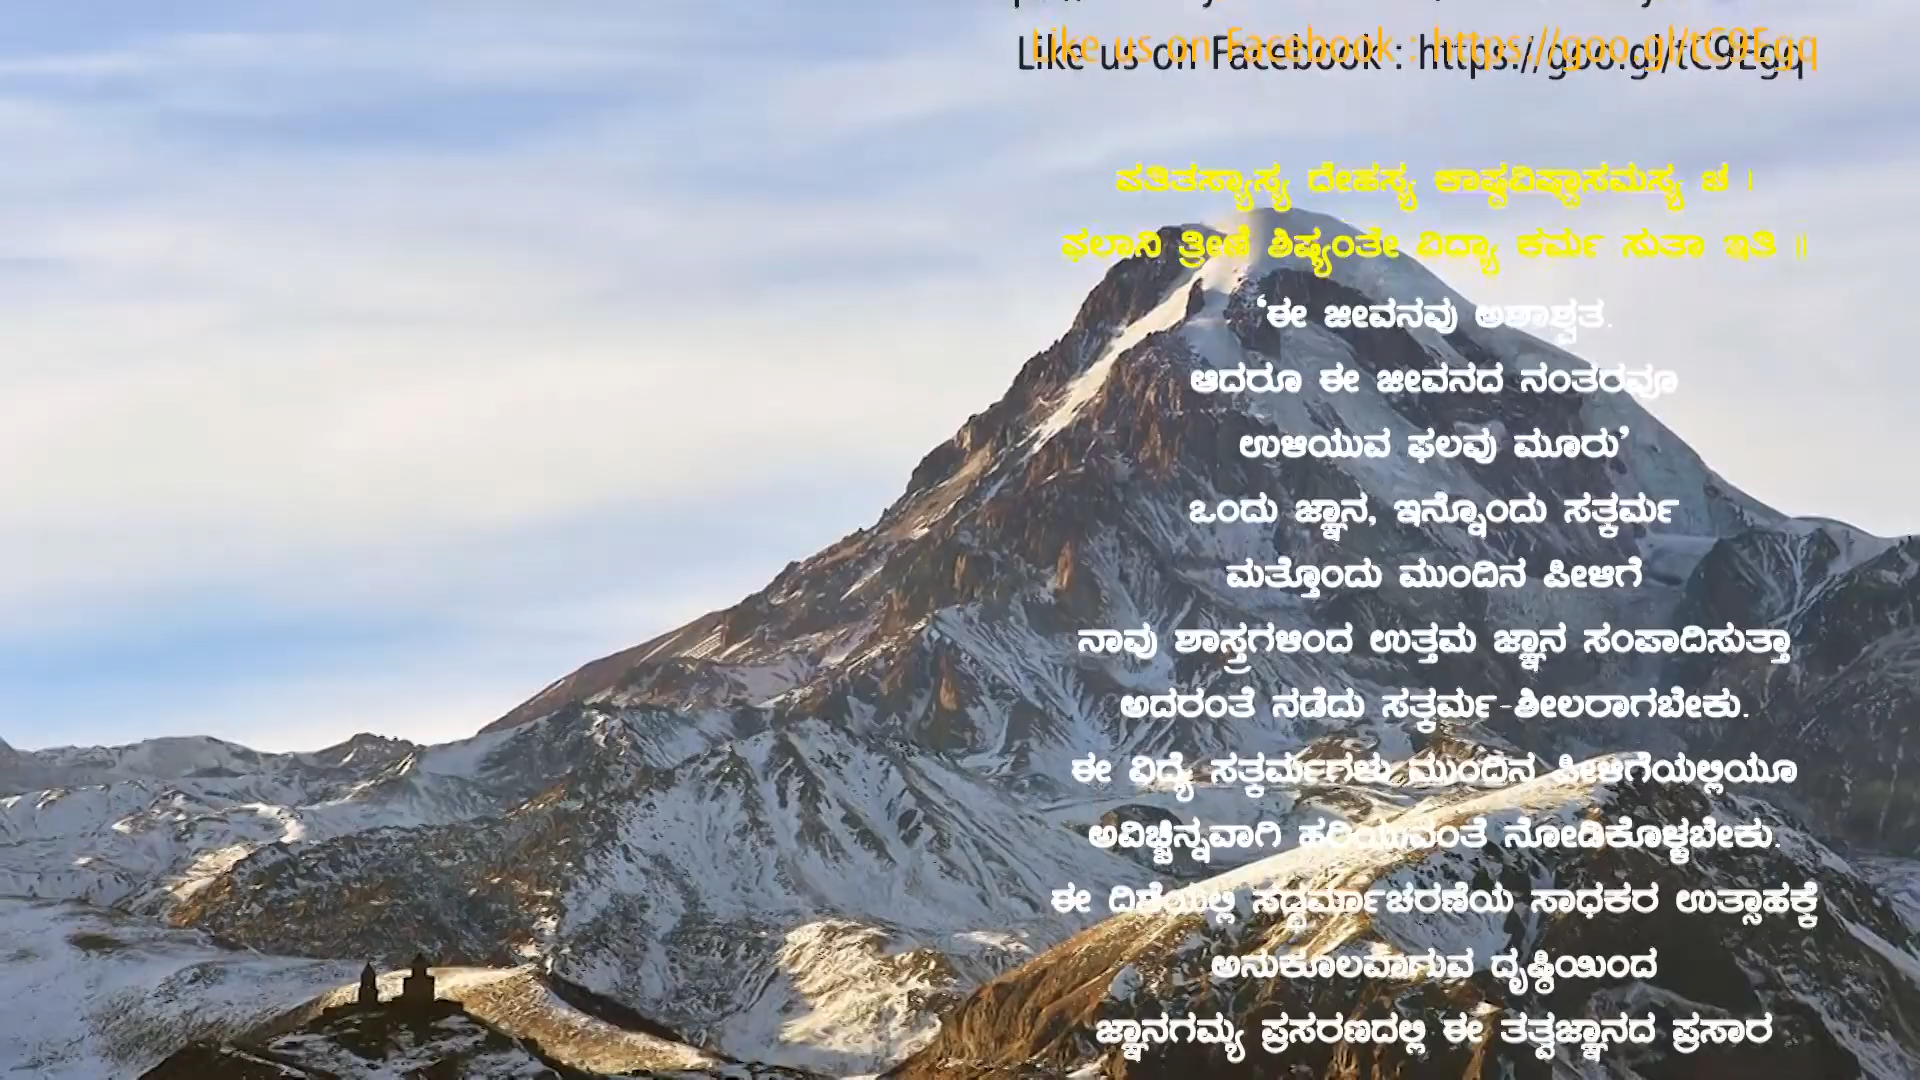 Like us on Facebook : https://goo.gl/tC9Egq
ಪತಿತಸ್ಯಾಸ್ಯ ದೇಹಸ್ಯ ಕಾಷ್ಠವಿಷ್ಠಾಸಮಸ್ಯ ಚ ।
ಫಲಾನಿ ತ್ರೀಣಿ ಶಿಷ್ಯಂತೇ ವಿದ್ಯಾ ಕರ್ಮ ಸುತಾ ಇತಿ ॥
‘ಈ ಜೀವನವು ಅಶಾಶ್ವತ.
ಆದರೂ ಈ ಜೀವನದ ನಂತರವೂ
ಉಳಿಯುವ ಫಲವು ಮೂರು’
ಒಂದು ಜ್ಞಾನ, ಇನ್ನೊಂದು ಸತ್ಕರ್ಮ
ಮತ್ತೊಂದು ಮುಂದಿನ ಪೀಳಿಗೆ
ನಾವು ಶಾಸ್ತ್ರಗಳಿಂದ ಉತ್ತಮ ಜ್ಞಾನ ಸಂಪಾದಿಸುತ್ತಾ
ಅದರಂತೆ ನಡೆದು ಸತ್ಕರ್ಮ-ಶೀಲರಾಗಬೇಕು.
ಈ ವಿದ್ಯೆ ಸತ್ಕರ್ಮಗಳು ಮುಂದಿನ ಪೀಳಿಗೆಯಲ್ಲಿಯೂ
ಅವಿಚ್ಛಿನ್ನವಾಗಿ ಹರಿಯುವಂತೆ ನೋಡಿಕೊಳ್ಳಬೇಕು.
ಈ ದಿಶೆಯಲ್ಲಿ ಸದ್ಧರ್ಮಾಚರಣೆಯ ಸಾಧಕರ ಉತ್ಸಾಹಕ್ಕೆ
ಅನುಕೂಲವಾಗುವ ದೃಷ್ಠಿಯಿಂದ
ಜ್ಞಾನಗಮ್ಯ ಪ್ರಸರಣದಲ್ಲಿ ಈ ತತ್ವಜ್ಞಾನದ ಪ್ರಸಾರ